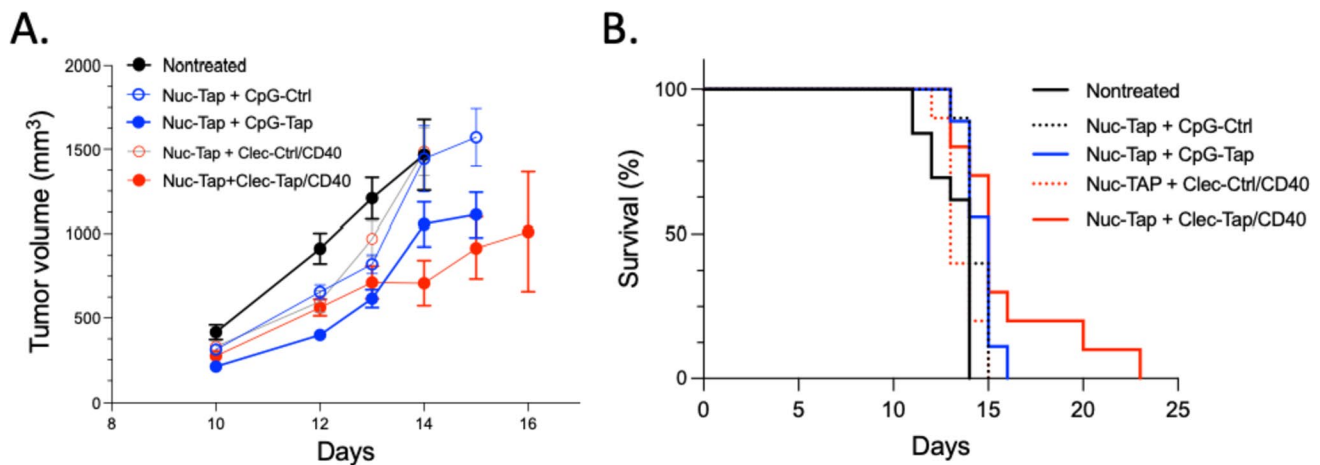 A.
2000
1500
1000
500
0
Tumor volume (mm³)
8
10
12
14
16
Days
Nontreated
Nuc-Tap + CpG-Ctrl
Nuc-Tap + CpG-Tap
Nuc-Tap + Clec-Ctrl/CD40
Nuc-Tap+Clec-Tap/CD40
B.
100
50
0
Survival (%)
0
5
10
15
20
25
Days
Nontreated
Nuc-Tap + CpG-Ctrl
Nuc-Tap + CpG-Tap
Nuc-TAP + Clec-Ctrl/CD40
Nuc-Tap + Clec-Tap/CD40